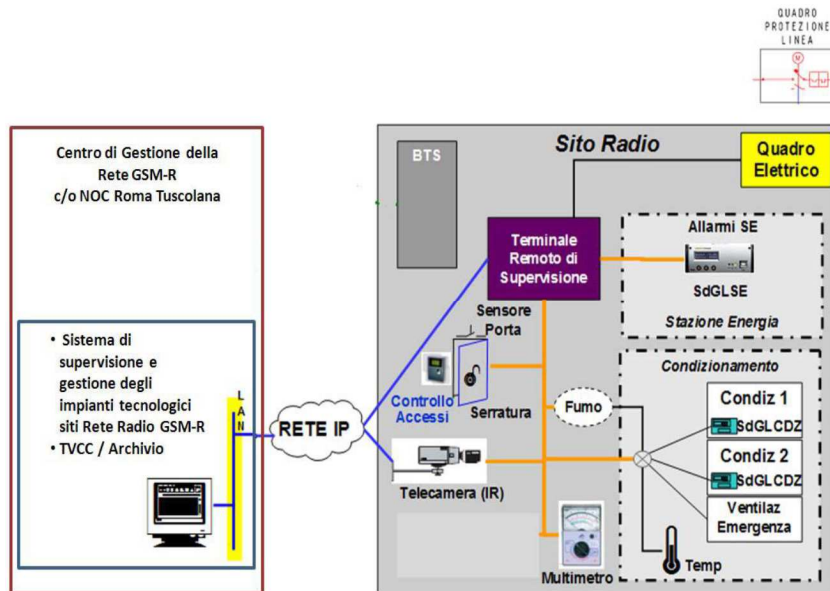 QUADRO
PROTEZIONE
LINEA
M
Centro di Gestione della
Rete GSM-R
c/o NOC Roma Tuscolana
• Sistema di
supervisione e
gestione degli
impianti tecnologici
siti Rete Radio GSM-R
• TVCC / Archivio
LAN
RETE IP
BTS
Sito Radio
Quadro
Elettrico
Terminale
Remoto di
Supervisione
Allarmi SE
SdGLSE
Stazione Energia
Sensore
Porta
Controllo
Accessi
Serratura
Telecamera (IR)
Fumo
Multimetro
Condizionamento
Condiz 1
SdGLCDZ
Condiz 2
SdGLCDZ
Ventilaz
Emergenza
Temp